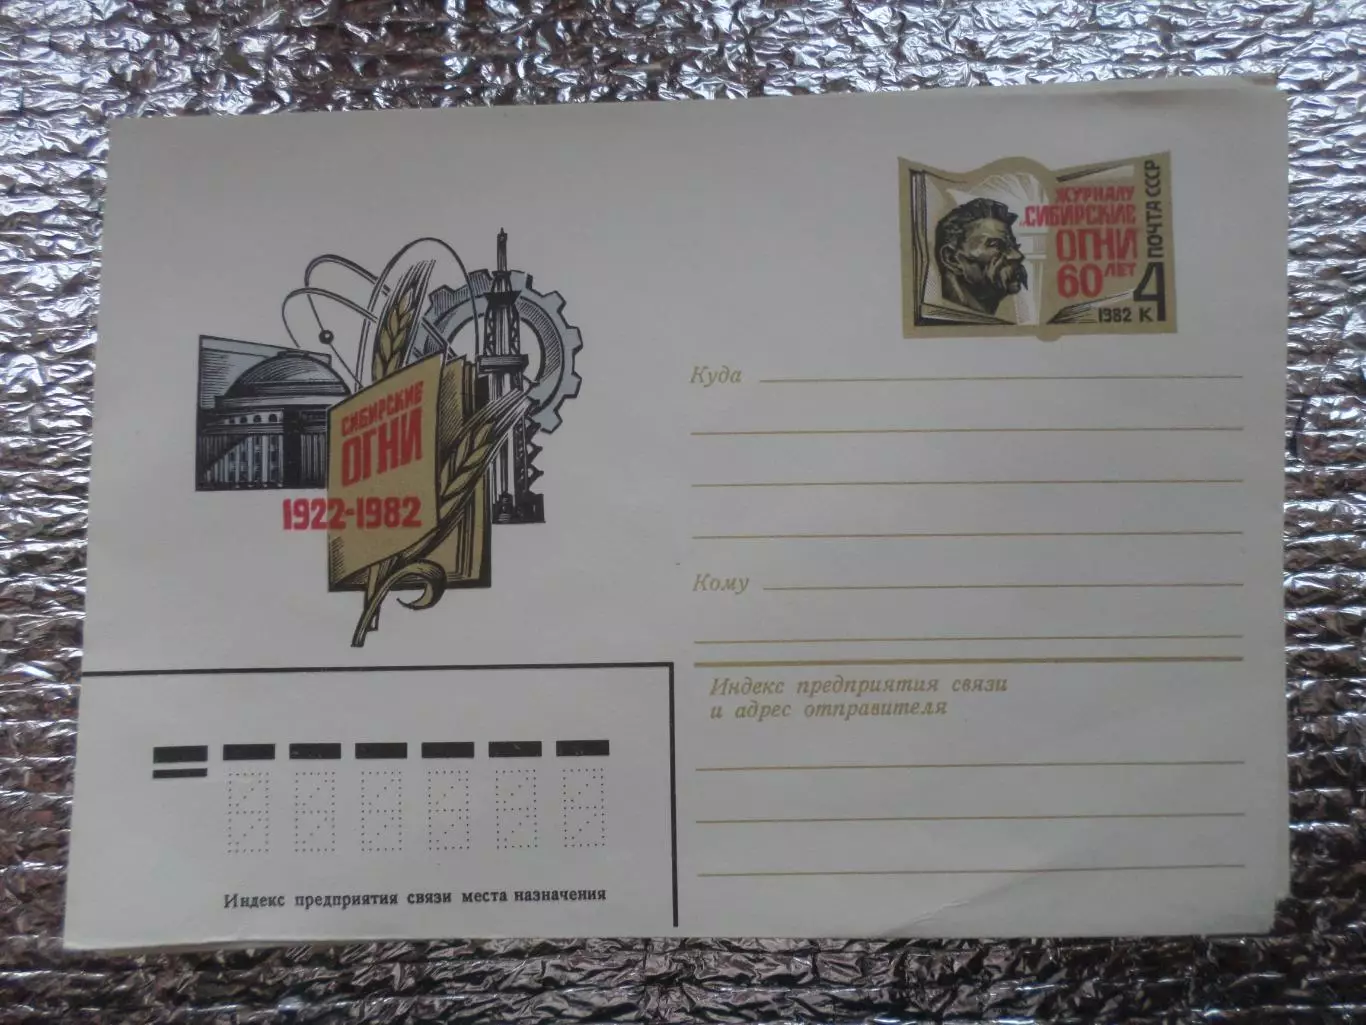 ЖУРНАЛУ
„СИБИРСКИЕ
ОГНИ
60 ЛЕТ
1982
4 К
ПОЧТА СССР
СИБИРСКИЕ
ОГНИ
1922-1982
Куда
Кому
Индекс предприятия связи
и адрес отправителя
Индекс предприятия связи места назначения